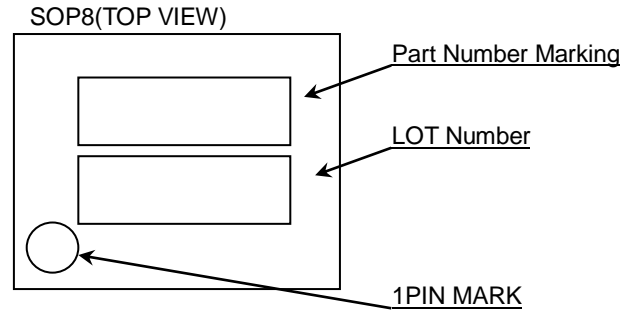 SOP8(TOP VIEW)
Part Number Marking
LOT Number
1PIN MARK